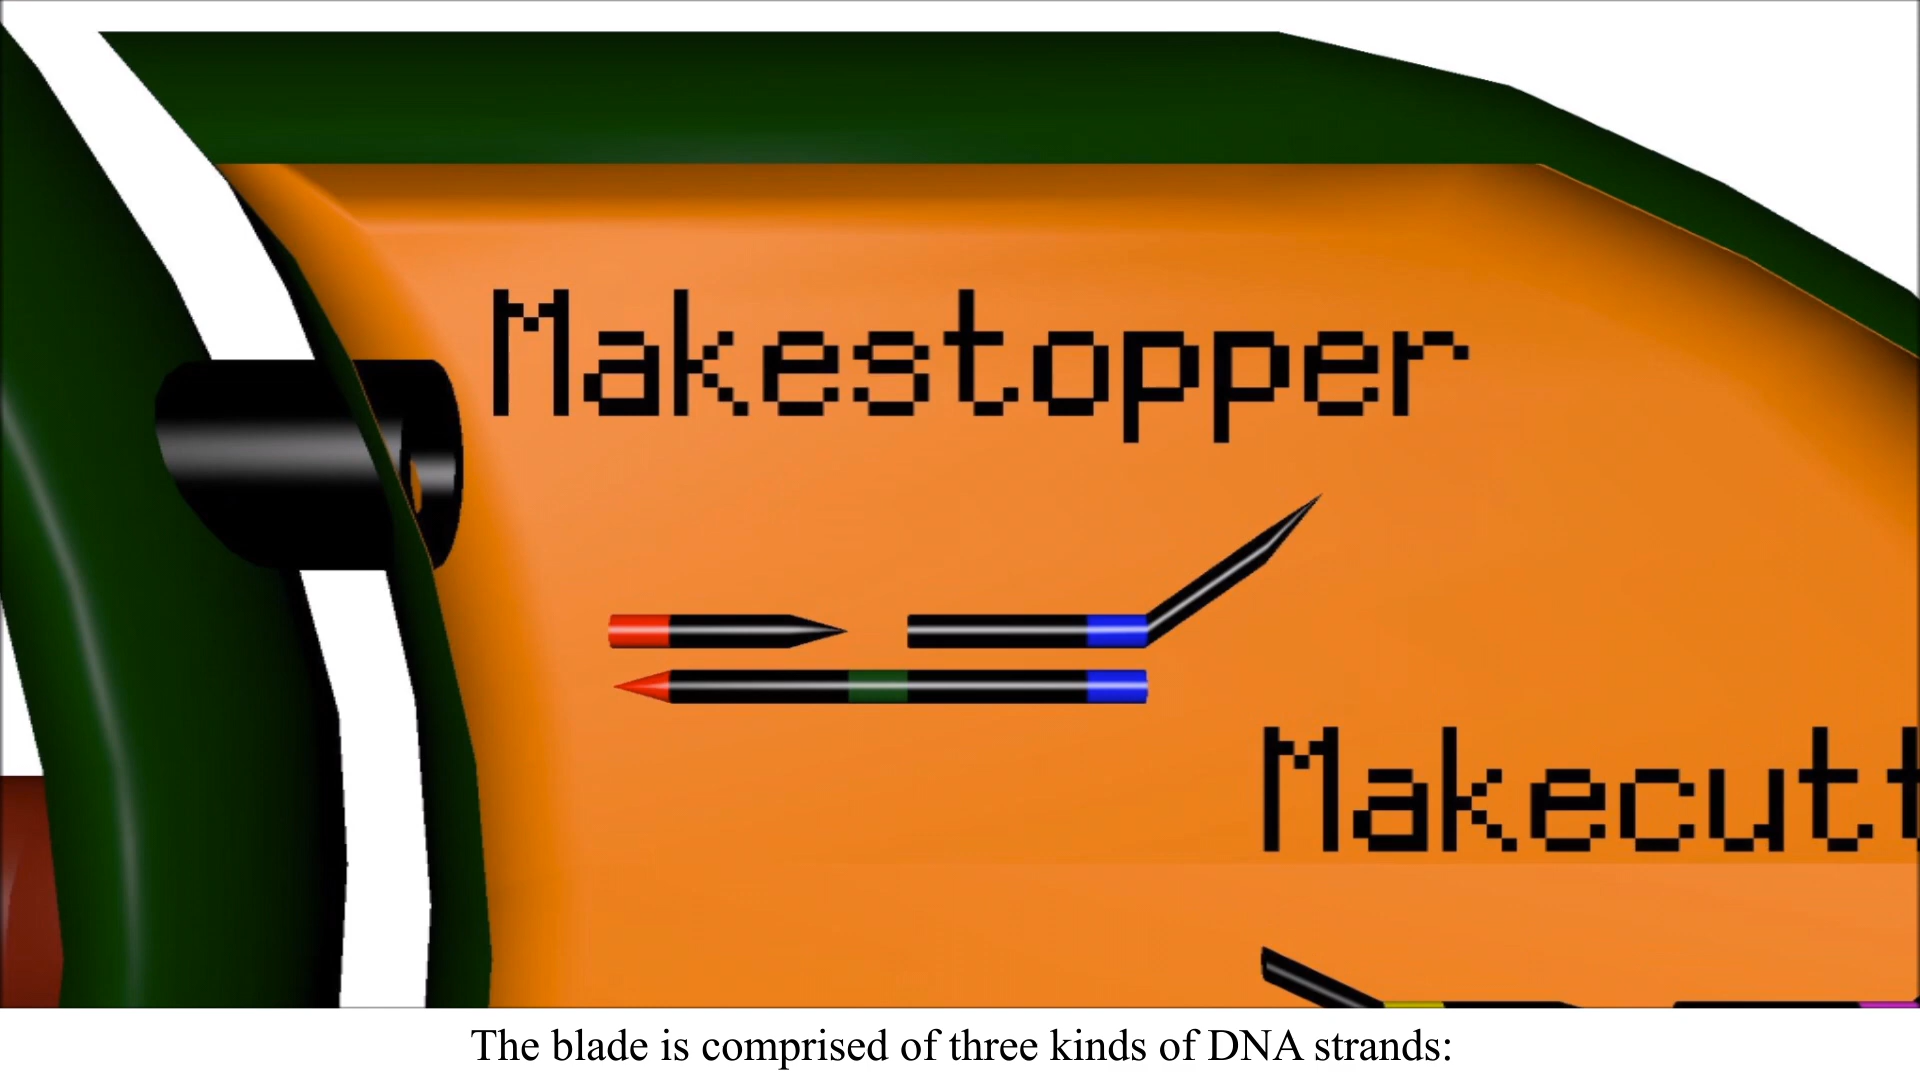 Makestopper
Makecutt
The blade is comprised of three kinds of DNA strands: